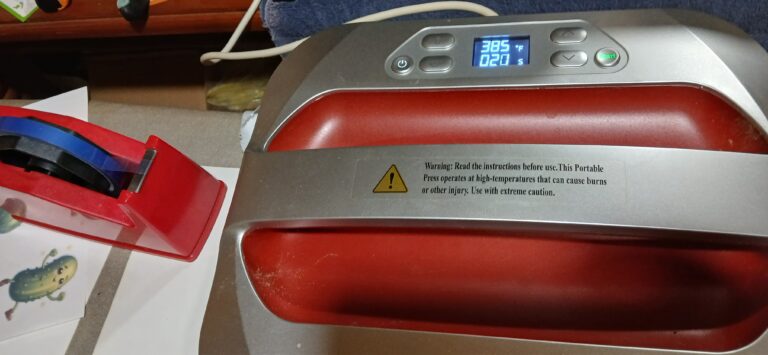 385 °F
020 s
Warning: Read the instructions before use.This Portable
Press operates at high-temperatures that can cause burns
or other injury. Use with extreme caution.